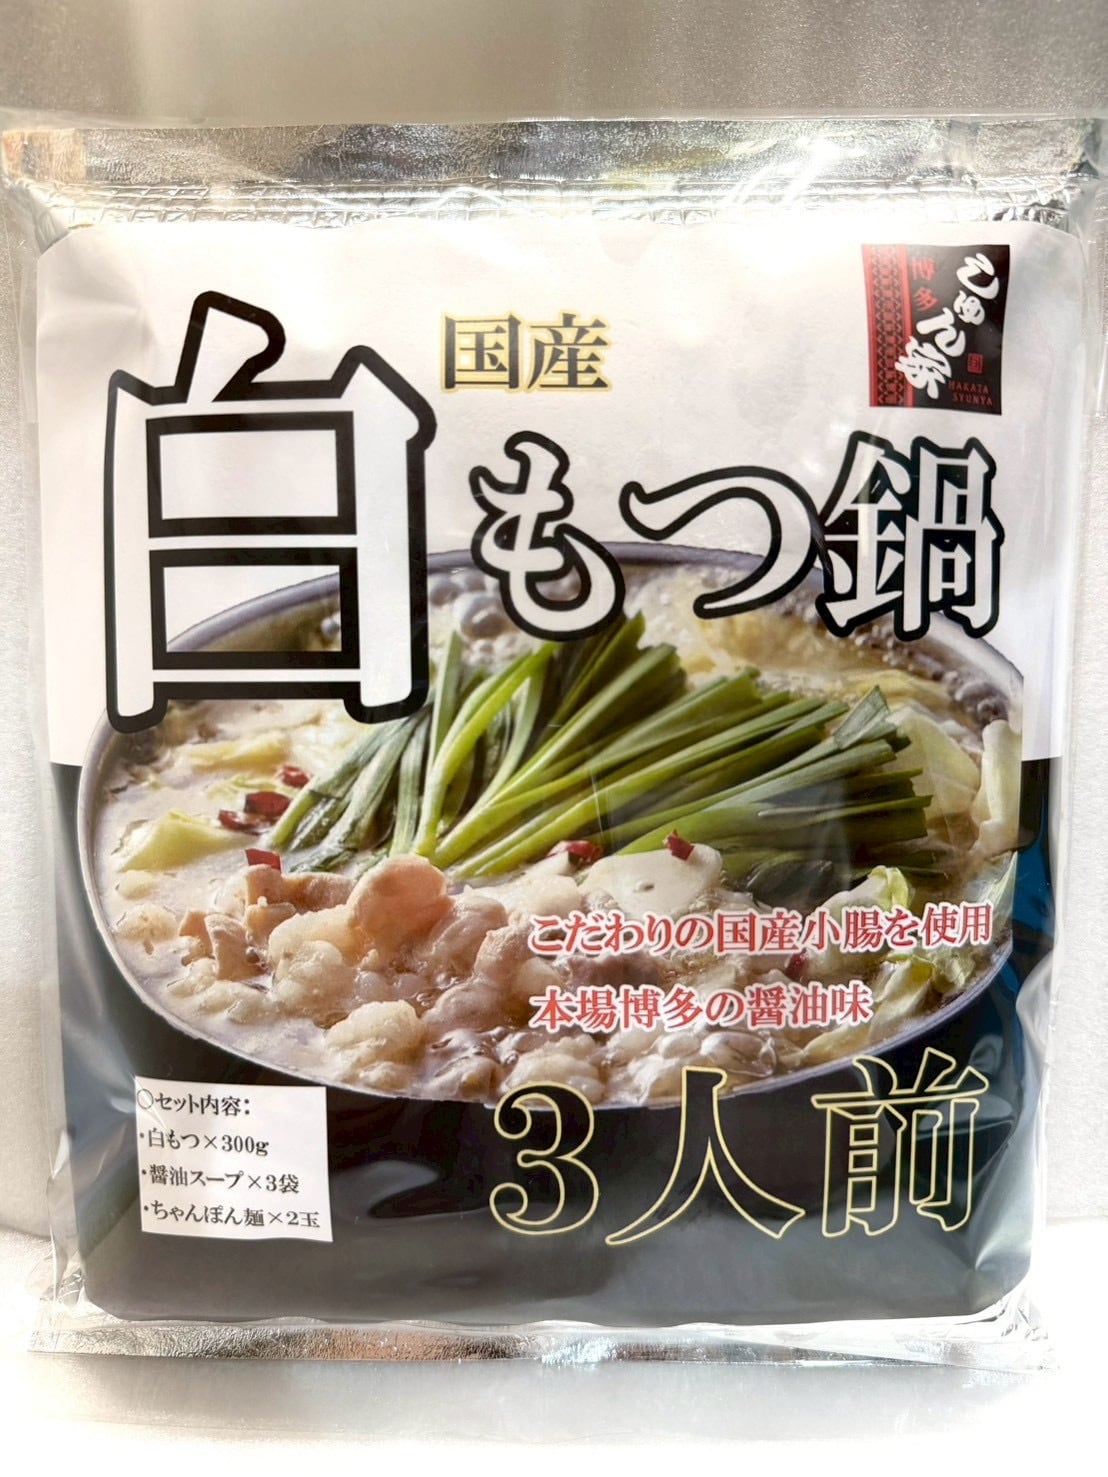 国産
白もつ鍋
博多
しゅん家
HAKATA
SYUNYA
こだわりの国産小腸を使用
本場博多の醤油味
3人前
○セット内容:
・白もつ×300g
・醤油スープ×3袋
・ちゃんぽん麺×2玉